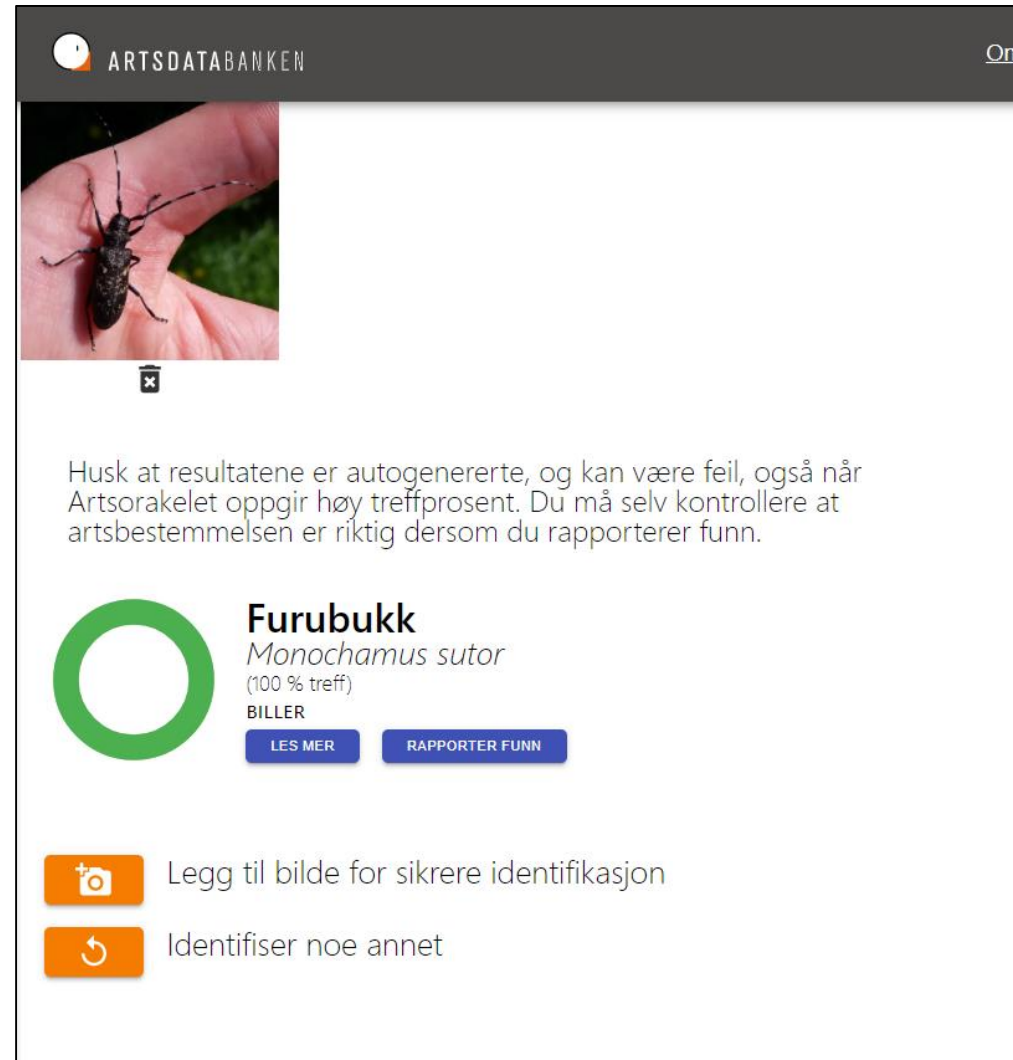 ARTSDATABANKEN
Husk at resultatene er autogenererte, og kan være feil, også når
Artsorakelet oppgir høy treffprosent. Du må selv kontrollere at
artsbestemmelsen er riktig dersom du rapporterer funn.
Furubukk
Monochamus sutor
(100 % treff)
BILLER
LES MER
RAPPORTER FUNN
Legg til bilde for sikrere identifikasjon
Identifiser noe annet